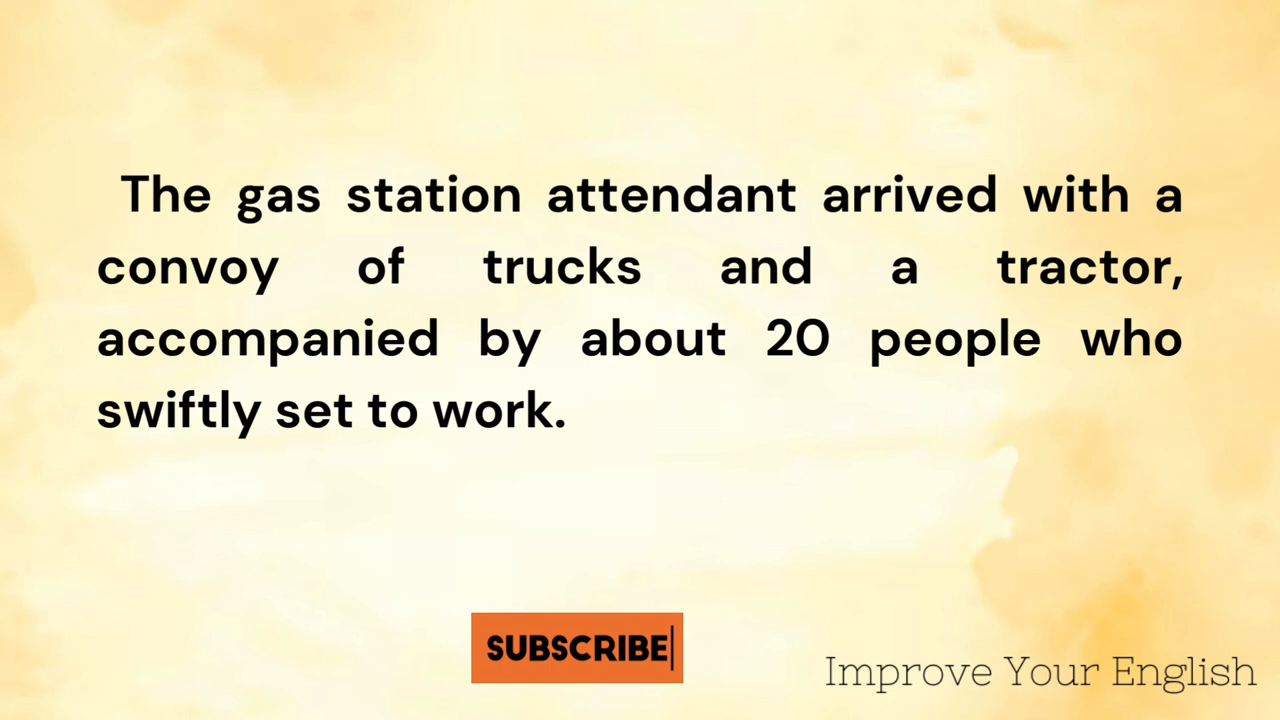 The gas station attendant arrived with a
convoy of trucks and a tractor,
accompanied by about 20 people who
swiftly set to work.
SUBSCRIBE
Improve Your English